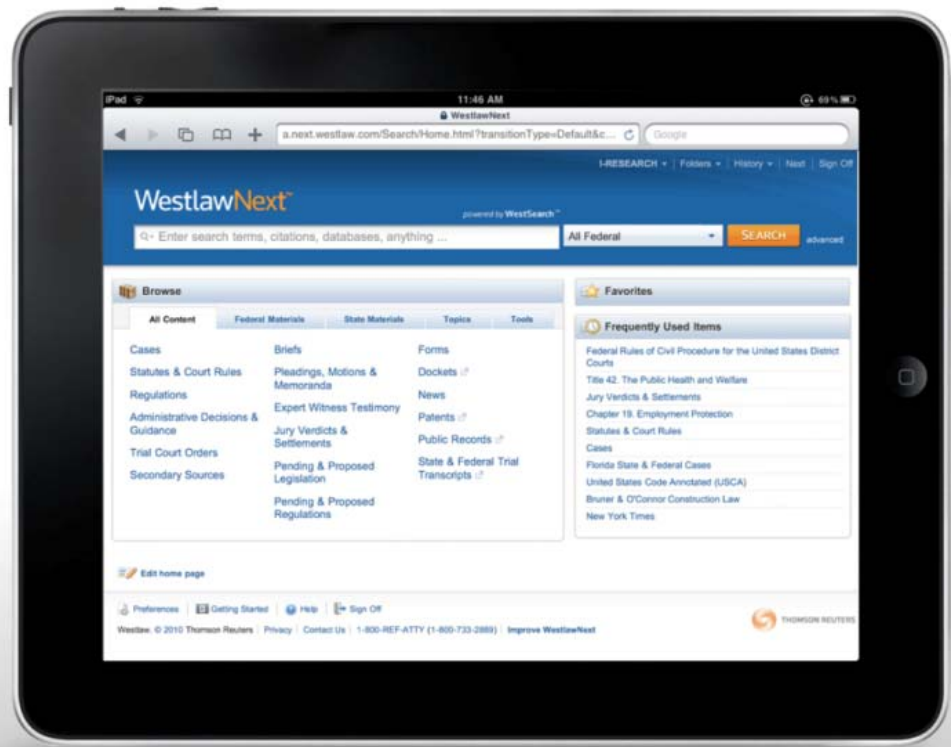 iPad 11:46 AM 69%
WestlawNext
a.next.westlaw.com/Search/Home.html?transitionType=Default&c... Google
I-RESEARCH Folders History Next Sign Off
WestlawNext™
powered by WestSearch™
Enter search terms, citations, databases, anything ... All Federal SEARCH advanced
Browse
All Content Federal Materials State Materials Topics Tools
Cases
Statutes & Court Rules
Regulations
Administrative Decisions &
Guidance
Trial Court Orders
Secondary Sources
Briefs
Pleadings, Motions &
Memoranda
Expert Witness Testimony
Jury Verdicts &
Settlements
Pending & Proposed
Legislation
Pending & Proposed
Regulations
Forms
Dockets
News
Patents
Public Records
State & Federal Trial
Transcripts
Favorites
Frequently Used Items
Federal Rules of Civil Procedure for the United States District
Courts
Title 42. The Public Health and Welfare
Jury Verdicts & Settlements
Chapter 19. Employment Protection
Statutes & Court Rules
Cases
Florida State & Federal Cases
United States Code Annotated (USCA)
Bruner & O'Connor Construction Law
New York Times
Edit home page
Preferences Getting Started Help Sign Off
Westlaw. © 2010 Thomson Reuters Privacy Contact Us 1-800-REF-ATTY (1-800-733-2889) Improve WestlawNext
THOMSON REUTERS